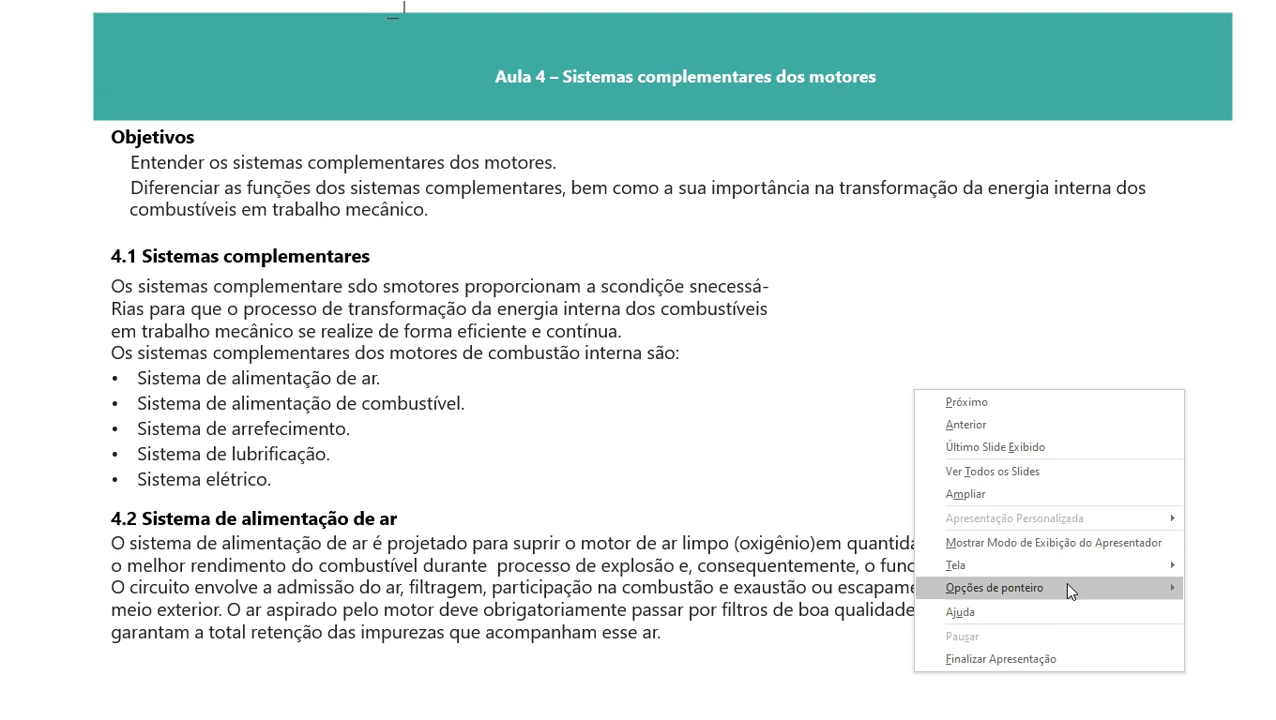 Aula 4 – Sistemas complementares dos motores
Objetivos
Entender os sistemas complementares dos motores.
Diferenciar as funções dos sistemas complementares, bem como a sua importância na transformação da energia interna dos
combustíveis em trabalho mecânico.
4.1 Sistemas complementares
Os sistemas complementare sdo smotores proporcionam a scondiçõe snecessá-
Rias para que o processo de transformação da energia interna dos combustíveis
em trabalho mecânico se realize de forma eficiente e contínua.
Os sistemas complementares dos motores de combustão interna são:
• Sistema de alimentação de ar.
• Sistema de alimentação de combustível.
• Sistema de arrefecimento.
• Sistema de lubrificação.
• Sistema elétrico.
4.2 Sistema de alimentação de ar
O sistema de alimentação de ar é projetado para suprir o motor de ar limpo (oxigênio)em
o melhor rendimento do combustível durante processo de explosão e, consequentemente, o
O circuito envolve a admissão do ar, filtragem, participação na combustão e exaustão ou
meio exterior. O ar aspirado pelo motor deve obrigatoriamente passar por filtros de boa qualidade
garantam a total retenção das impurezas que acompanham esse ar.
Próximo
Anterior
Último Slide Exibido
Ver Todos os Slides
Ampliar
Apresentação Personalizada
Mostrar Modo de Exibição do Apresentador
Tela
Opções de ponteiro
Ajuda
Pausar
Finalizar Apresentação